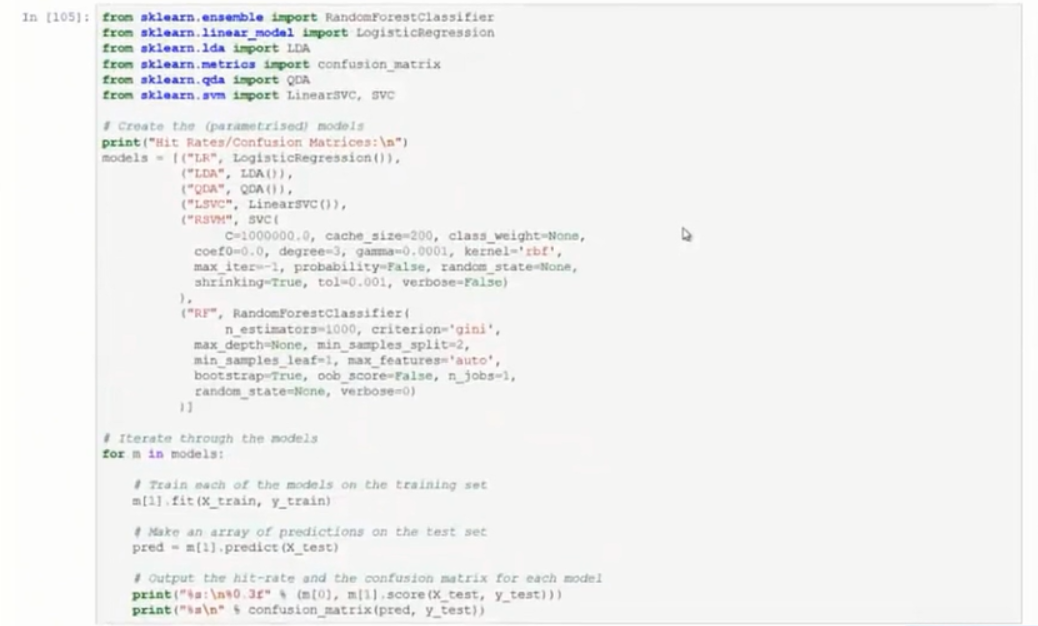 In [105]: from sklearn.ensemble import RandomForestClassifier
from sklearn.linear_model import LogisticRegression
from sklearn.lda import LDA
from sklearn.metrics import confusion_matrix
from sklearn.qda import QDA
from sklearn.svm import LinearSVC, SVC
# Create the (parametrised) models
print("Hit Rates/Confusion Matrices:\n")
models = [("LR", LogisticRegression()),
("LDA", LDA()),
("QDA", QDA()),
("LSVC", LinearSVC()),
("RSVM", SVC(
C=1000000.0, cache_size=200, class_weight=None,
coef0=0.0, degree=3, gamma=0.0001, kernel='rbf',
max_iter=-1, probability=False, random_state=None,
shrinking=True, tol=0.001, verbose=False)
),
("RF", RandomForestClassifier(
n_estimators=1000, criterion='gini',
max_depth=None, min_samples_split=2,
min_samples_leaf=1, max_features='auto',
bootstrap=True, oob_score=False, n_jobs=1,
random_state=None, verbose=0)
)]
# Iterate through the models
for m in models:
# Train each of the models on the training set
m[1].fit(X_train, y_train)
# Make an array of predictions on the test set
pred = m[1].predict(X_test)
# Output the hit-rate and the confusion matrix for each model
print("%s:\n%0.3f" % (m[0], m[1].score(X_test, y_test)))
print("%s\n" % confusion_matrix(pred, y_test))